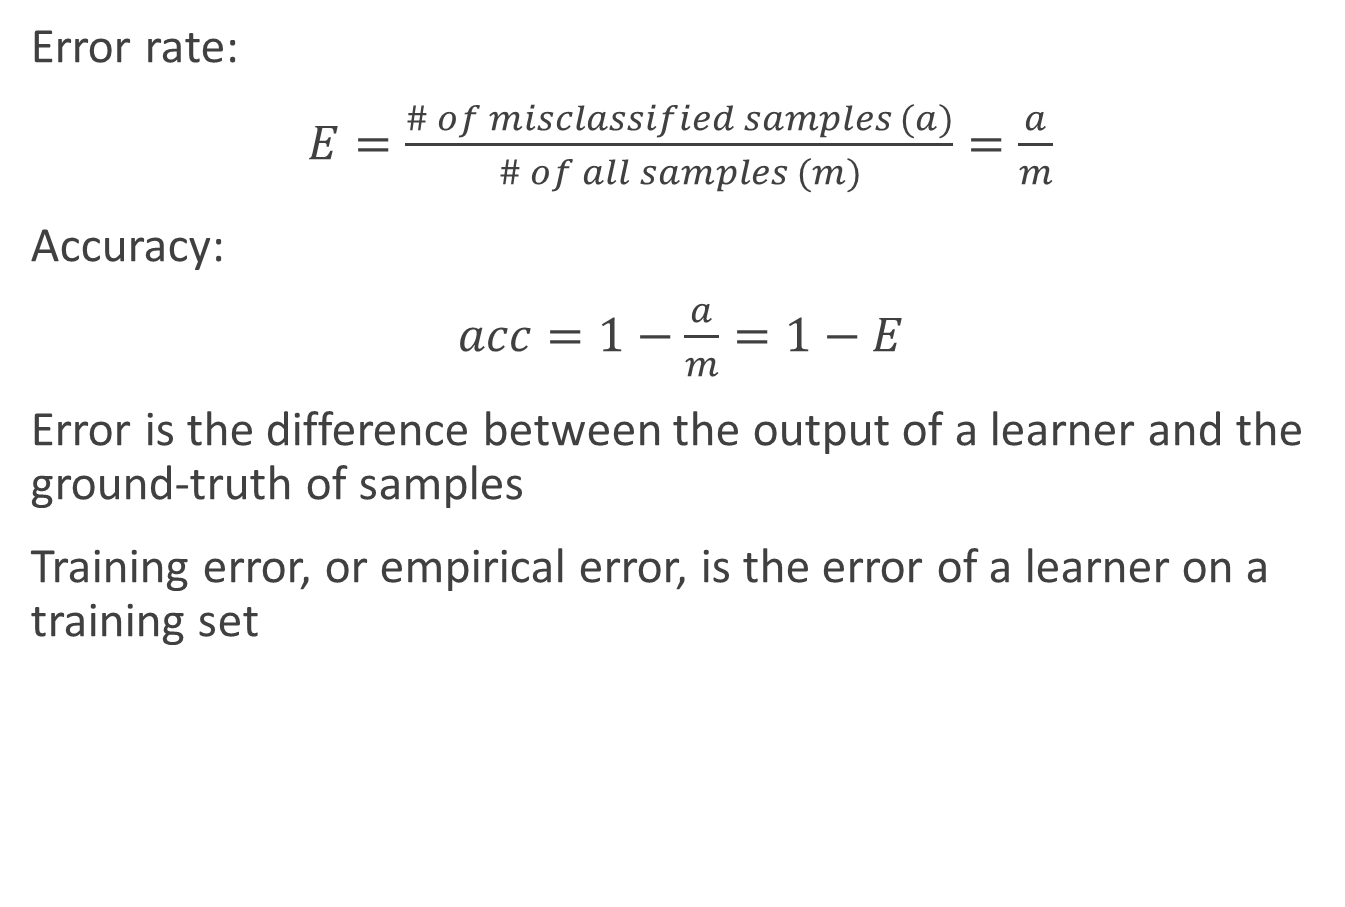 Error rate:
E = # of misclassified samples (a) / # of all samples (m) = a / m
Accuracy:
acc = 1 − a / m = 1 − E
Error is the difference between the output of a learner and the
ground-truth of samples
Training error, or empirical error, is the error of a learner on a
training set